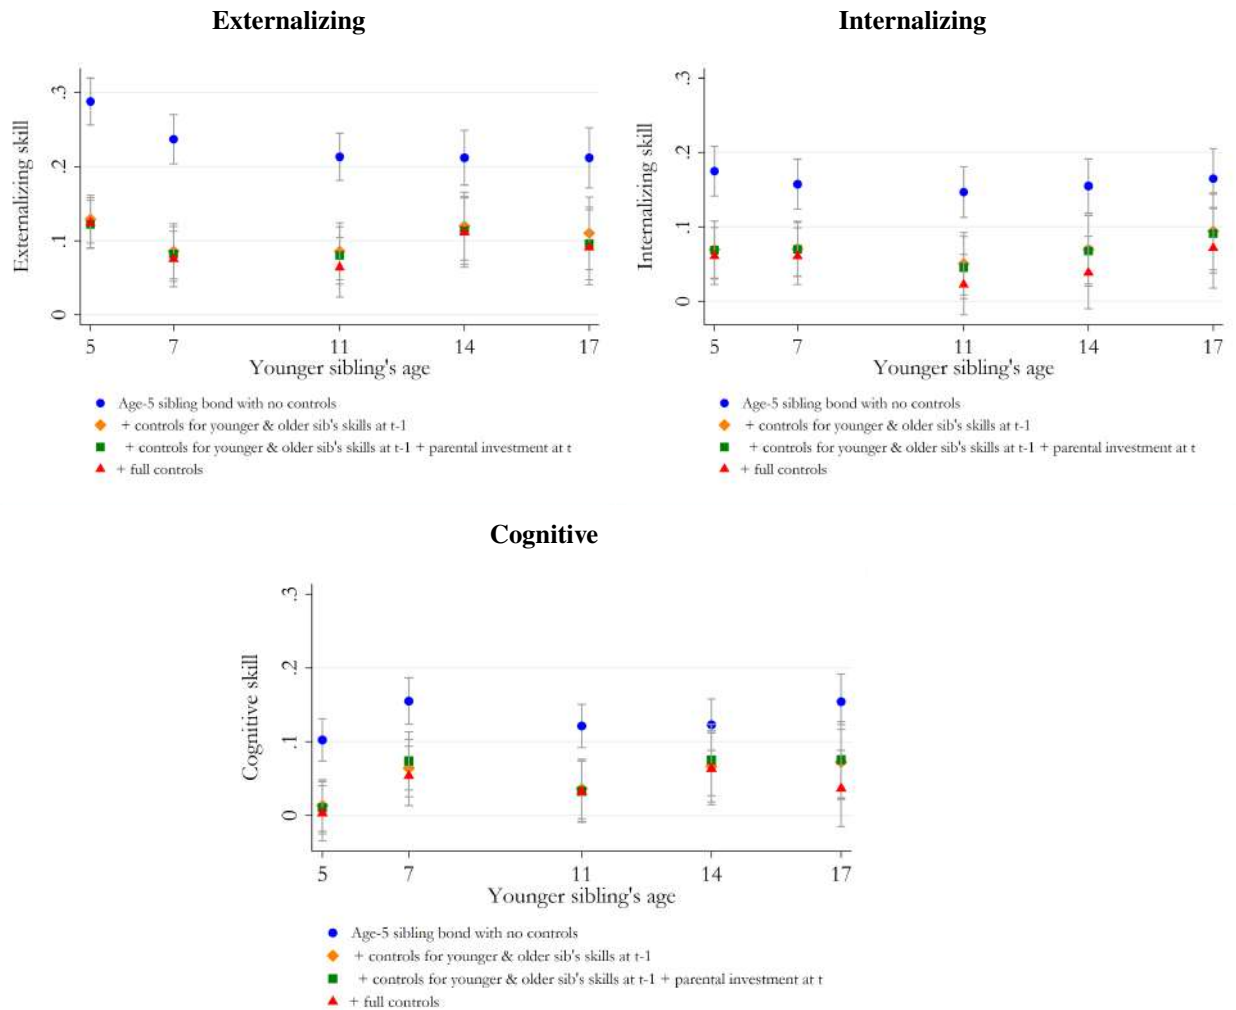 Externalizing
Externalizing skill
.3
.2
.1
0
5 7 11 14 17
Younger sibling's age
Age-5 sibling bond with no controls
+ controls for younger & older sib's skills at t-1
+ controls for younger & older sib's skills at t-1 + parental investment at t
+ full controls
Internalizing
Internalizing skill
.3
.2
.1
0
5 7 11 14 17
Younger sibling's age
Age-5 sibling bond with no controls
+ controls for younger & older sib's skills at t-1
+ controls for younger & older sib's skills at t-1 + parental investment at t
+ full controls
Cognitive
Cognitive skill
.3
.2
.1
0
5 7 11 14 17
Younger sibling's age
Age-5 sibling bond with no controls
+ controls for younger & older sib's skills at t-1
+ controls for younger & older sib's skills at t-1 + parental investment at t
+ full controls